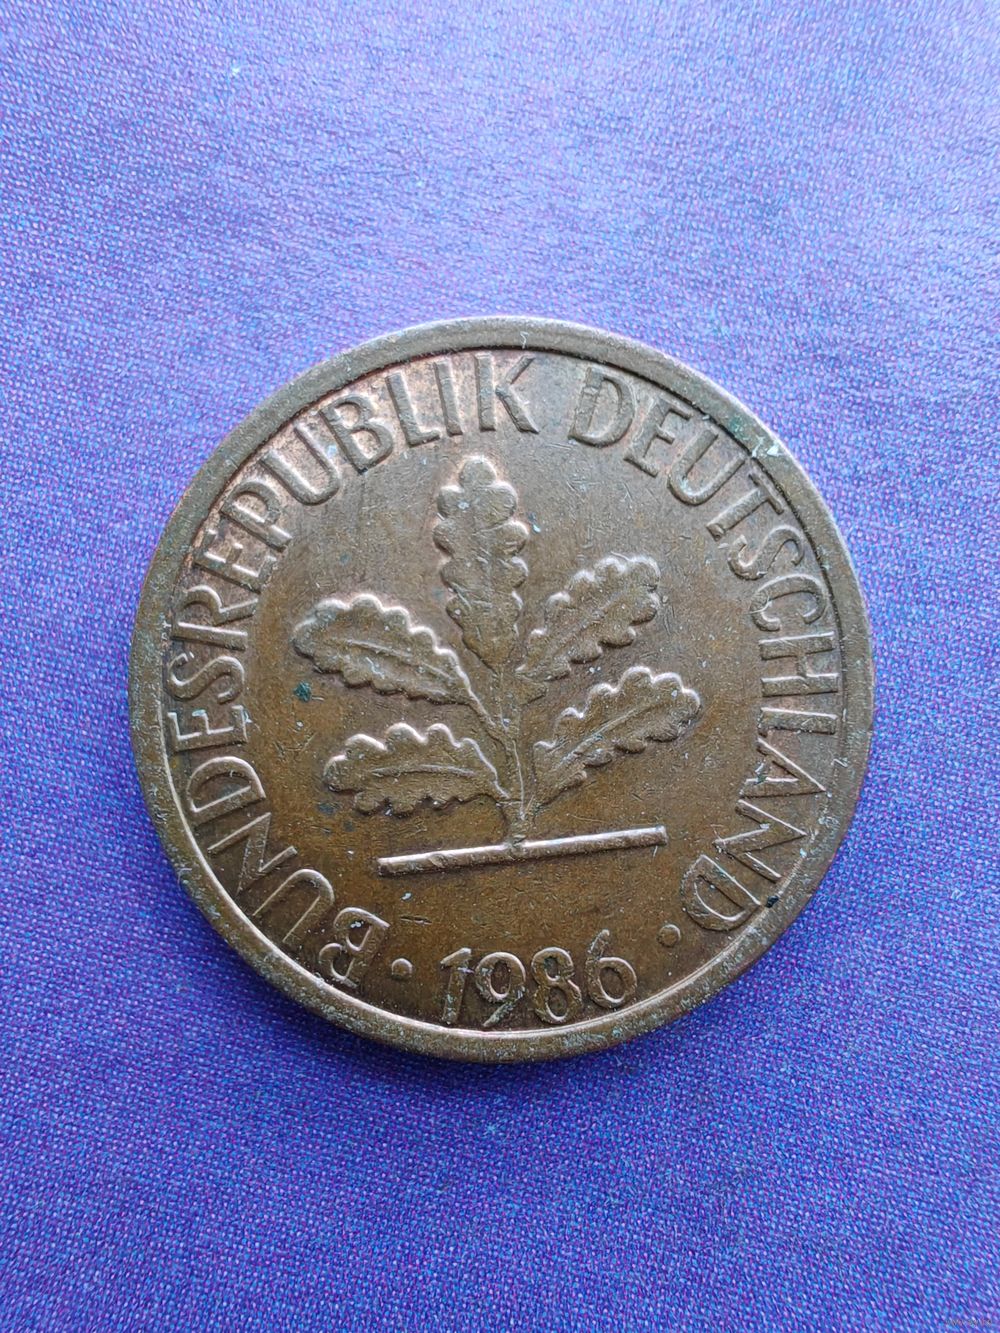 BUNDESREPUBLIK DEUTSCHLAND
· 1986 ·